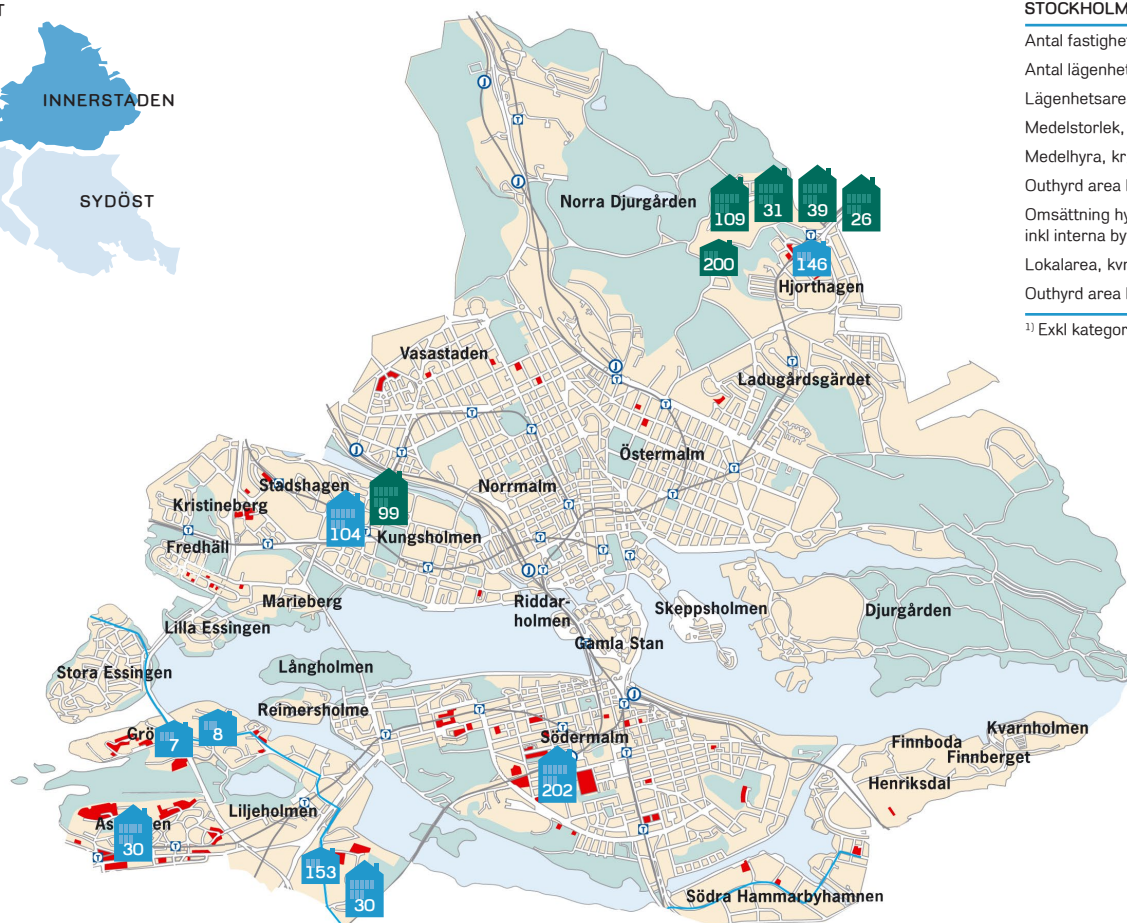 INNERSTADEN
SYDÖST
STOCKHOLM
Antal fastighet
Antal lägenhet
Lägenhetsare
Medelstorlek,
Medelhyra, kr
Outhyrd area
Omsättning hy
inkl interna by
Lokalarea, kvm
Outhyrd area
1) Exkl kategor
Norra Djurgården
109
31
39
26
200
146
Hjorthagen
Vasastaden
Ladugårdsgärdet
Östermalm
Stadshagen
Norrmalm
Kristineberg
99
104
Kungsholmen
Fredhäll
Marieberg
Riddar-
holmen
Skeppsholmen
Djurgården
Lilla Essingen
Gamla Stan
Stora Essingen
Långholmen
Reimersholme
Grö
7
8
Södermalm
Kvarnholmen
Finnboda
Finnberget
Henriksdal
202
Liljeholmen
30
153
30
Södra Hammarbyhamnen